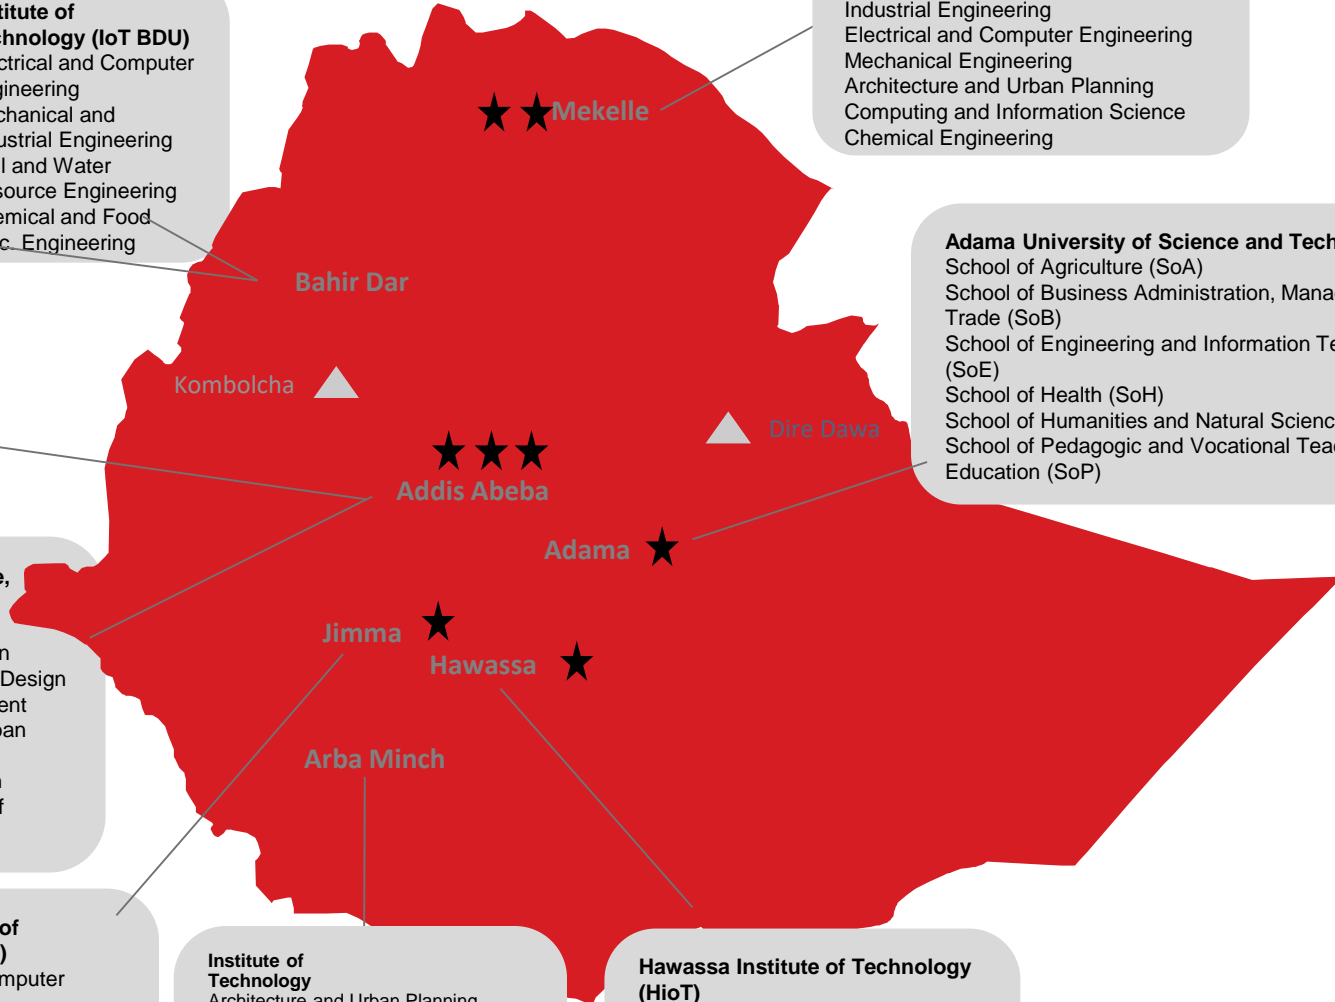 titute of
chnology (IoT BDU)
ctrical and Computer
gineering
chanical and
ustrial Engineering
l and Water
source Engineering
emical and Food
c. Engineering
Industrial Engineering
Electrical and Computer Engineering
Mechanical Engineering
Architecture and Urban Planning
Computing and Information Science
Chemical Engineering
Mekelle
Bahir Dar
Kombolcha
Dire Dawa
Addis Abeba
Adama
Jimma
Hawassa
Arba Minch
Adama University of Science and Tech
School of Agriculture (SoA)
School of Business Administration, Mana
Trade (SoB)
School of Engineering and Information Te
(SoE)
School of Health (SoH)
School of Humanities and Natural Scienc
School of Pedagogic and Vocational Tea
Education (SoP)
e,
n
Design
ent
ban
n
f
of
)
mputer
Institute of
Technology
Architecture and Urban Planning
Hawassa Institute of Technology
(HioT)